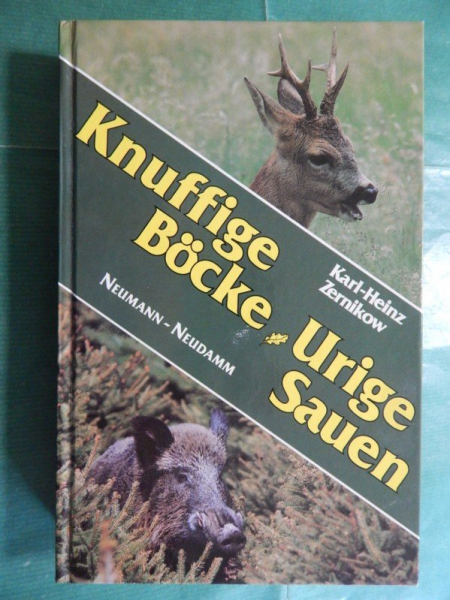 Knuffige
Böcke
Urige
Sauen
Karl-Heinz
Zernikow
NEUMANN-NEUDAMM